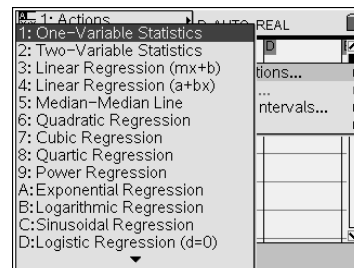 1: Actions D AUTO REAL
1: One-Variable Statistics
2: Two-Variable Statistics
3: Linear Regression (mx+b)
4: Linear Regression (a+bx)
5: Median-Median Line
6: Quadratic Regression
7: Cubic Regression
8: Quartic Regression
9: Power Regression
A: Exponential Regression
B: Logarithmic Regression
C: Sinusoidal Regression
D: Logistic Regression (d=0)
D
tions...
...
ntervals...